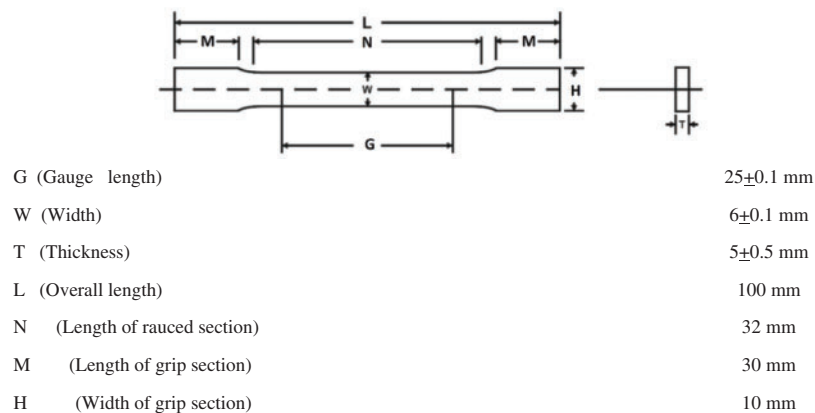 L
M N M
W H
T
G
G (Gauge length) 25±0.1 mm
W (Width) 6±0.1 mm
T (Thickness) 5±0.5 mm
L (Overall length) 100 mm
N (Length of rauced section) 32 mm
M (Length of grip section) 30 mm
H (Width of grip section) 10 mm